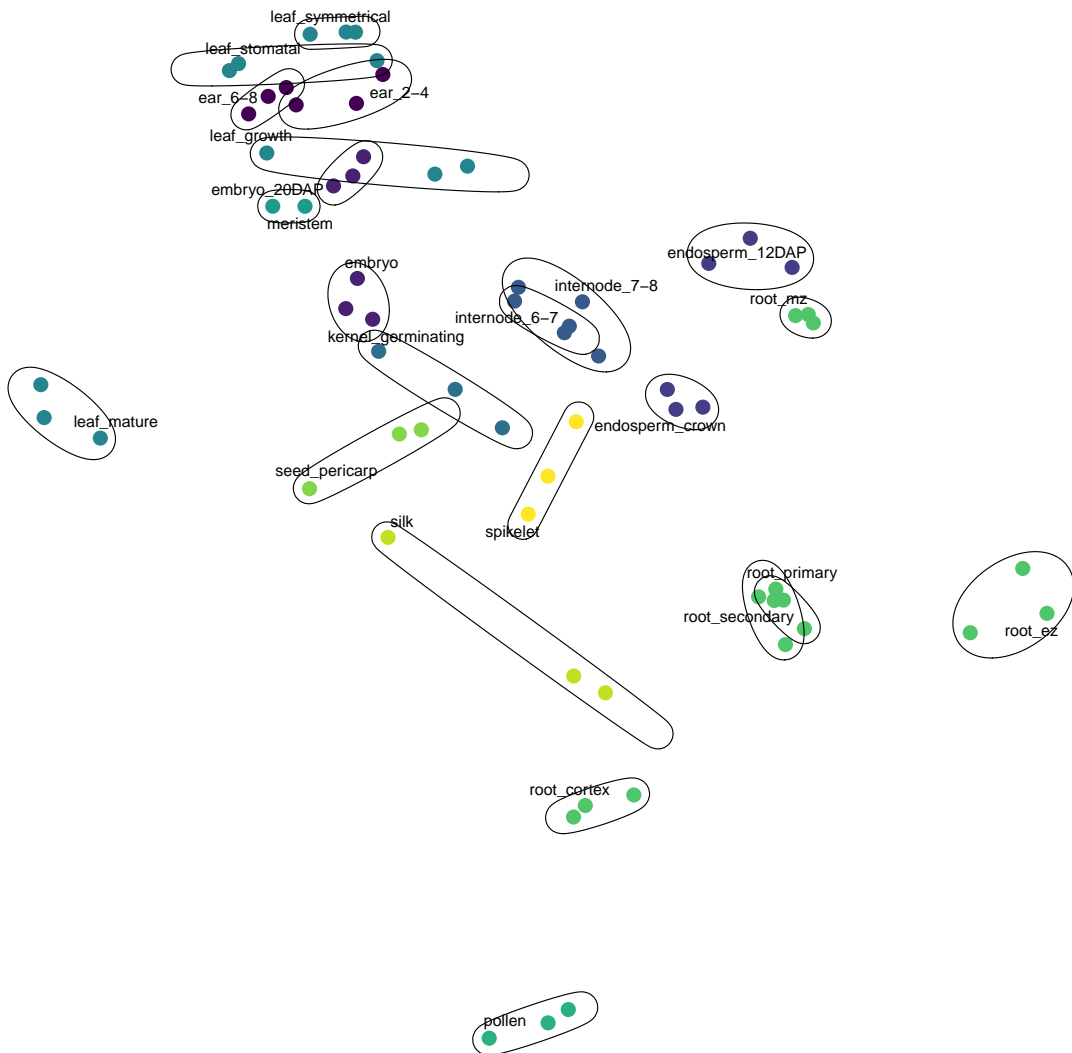 leaf_symmetrical
leaf_stomatal
ear_6−8
ear_2−4
leaf_growth
embryo_20DAP
meristem
endosperm_12DAP
embryo
internode_7−8
root_mz
internode_6−7
kernel_germinating
leaf_mature
endosperm_crown
seed_pericarp
silk
spikelet
root_primary
root_secondary
root_ez
root_cortex
pollen